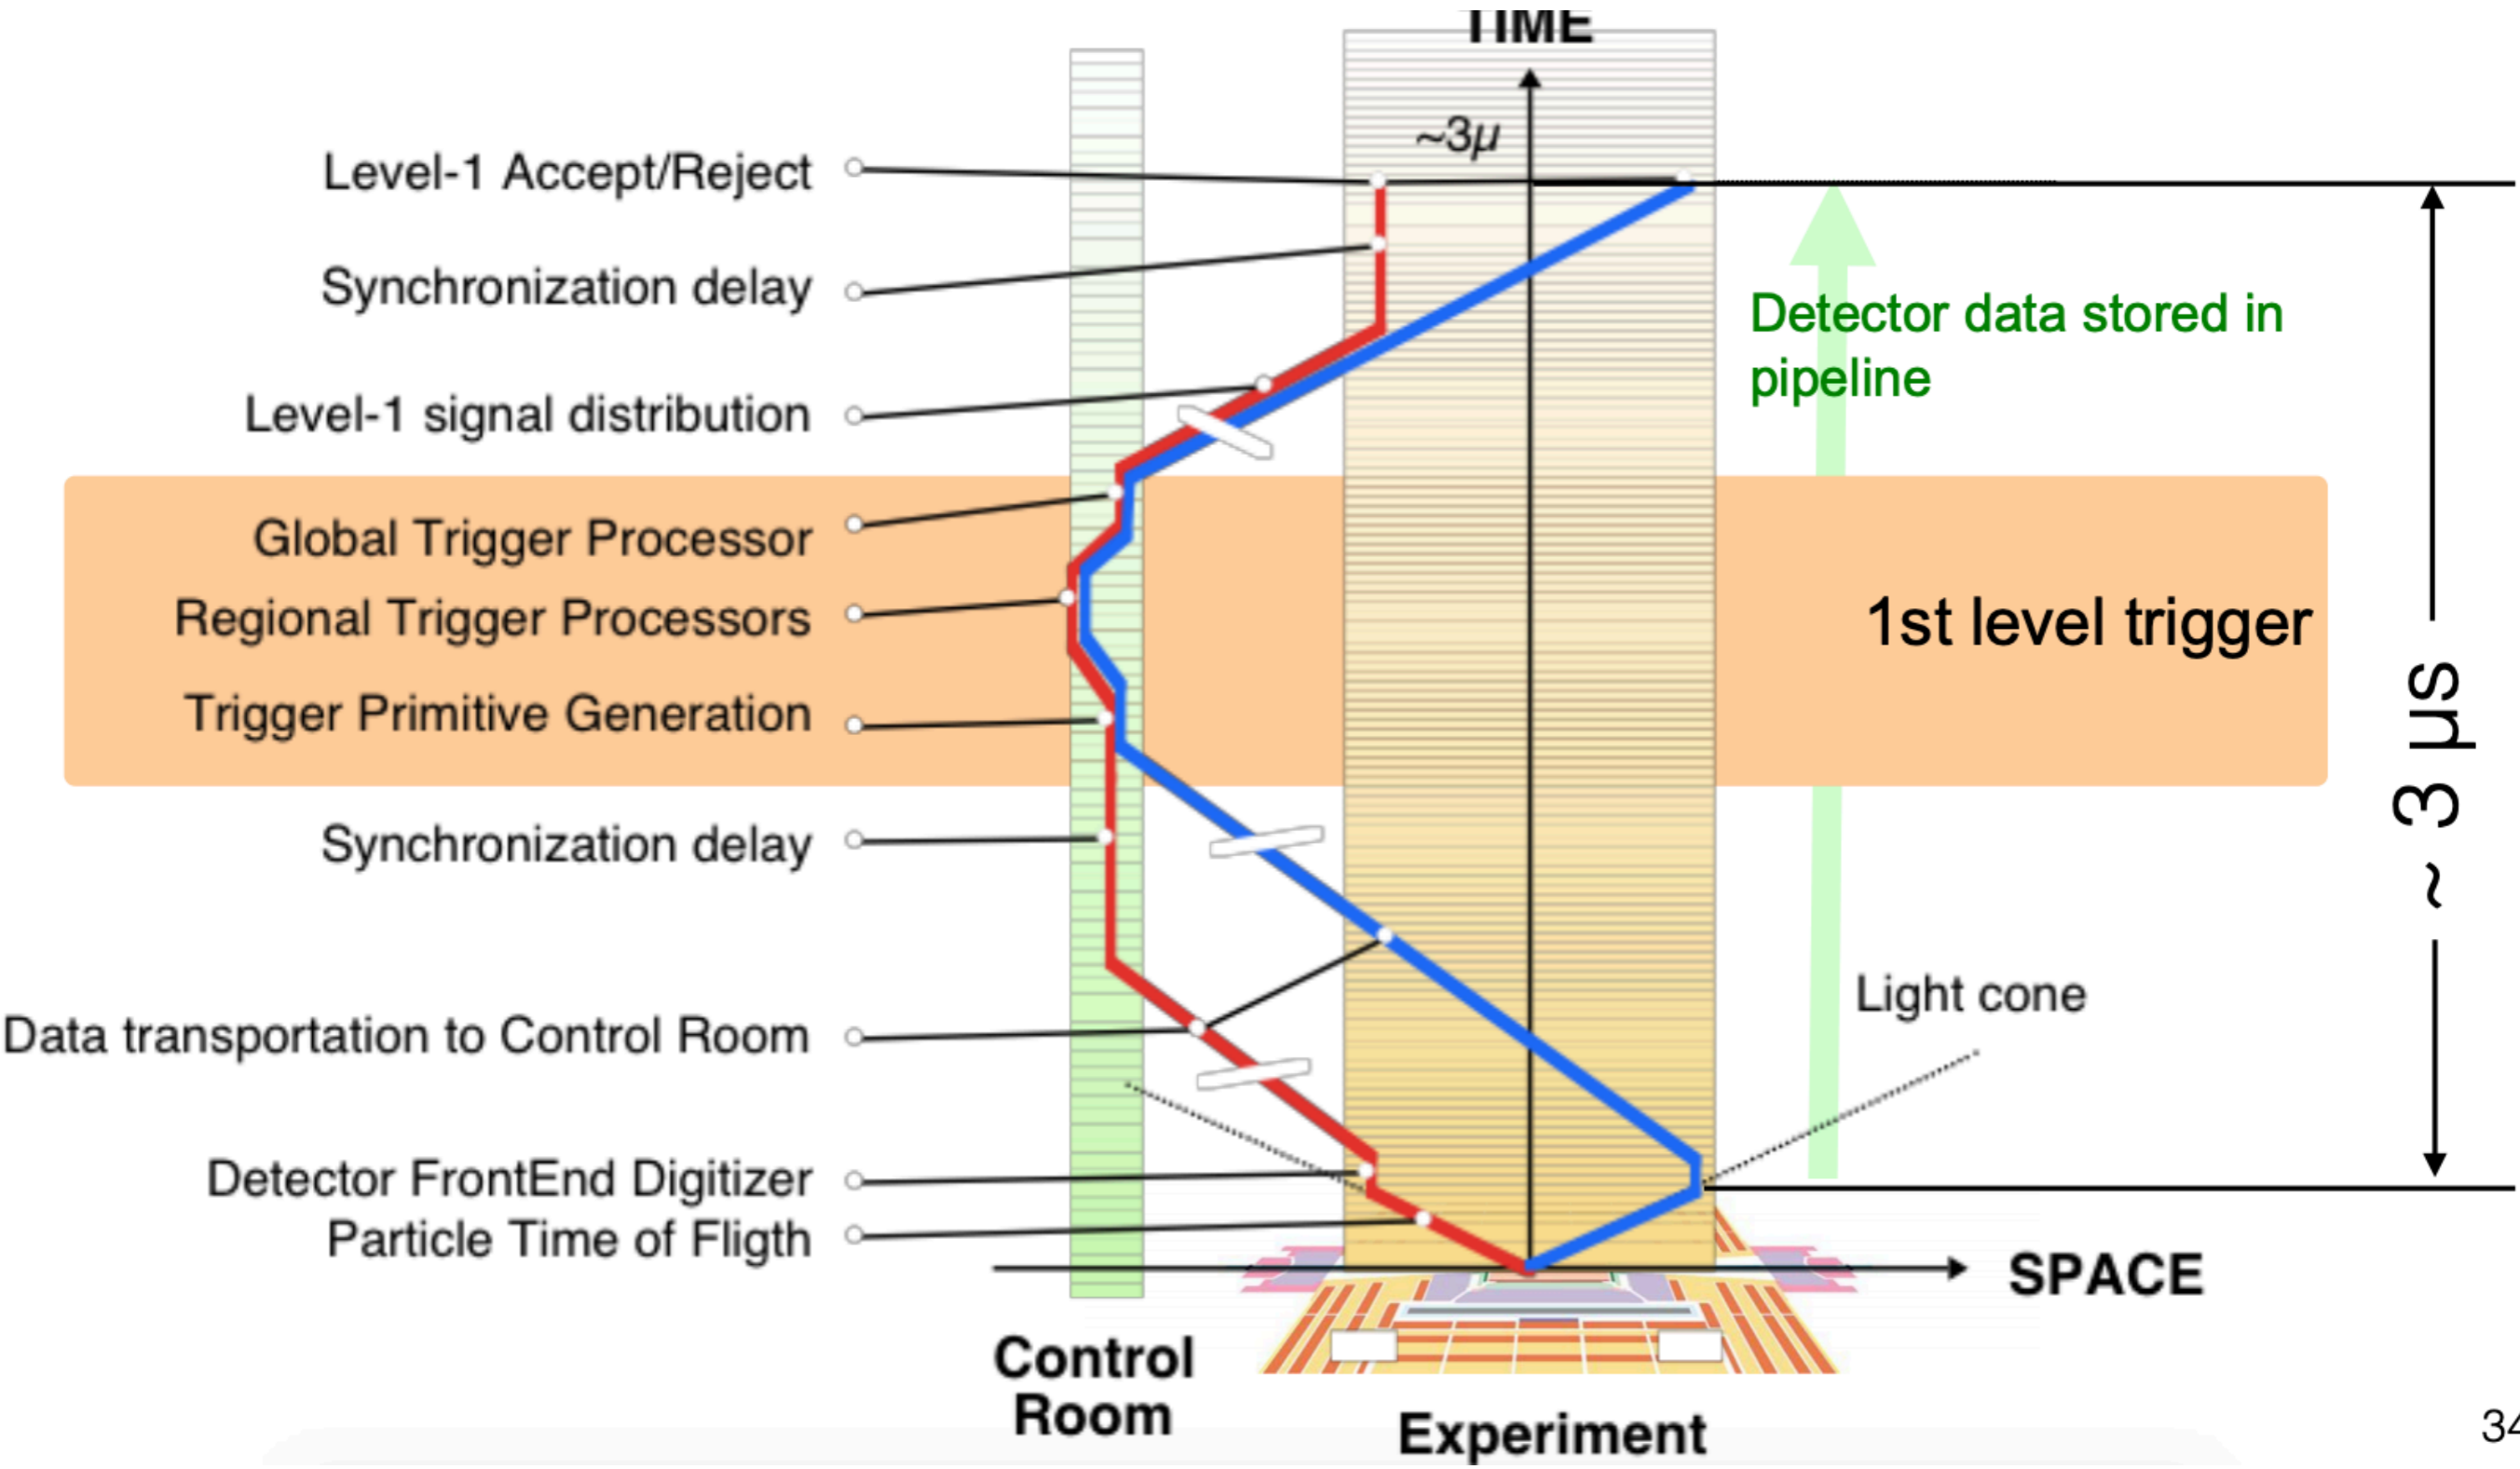 TIME
~3μ
Level-1 Accept/Reject
Synchronization delay
Detector data stored in
pipeline
Level-1 signal distribution
Global Trigger Processor
Regional Trigger Processors
1st level trigger
Trigger Primitive Generation
~ 3 μs
Synchronization delay
Light cone
Data transportation to Control Room
Detector FrontEnd Digitizer
Particle Time of Fligth
SPACE
Control
Room
Experiment
34